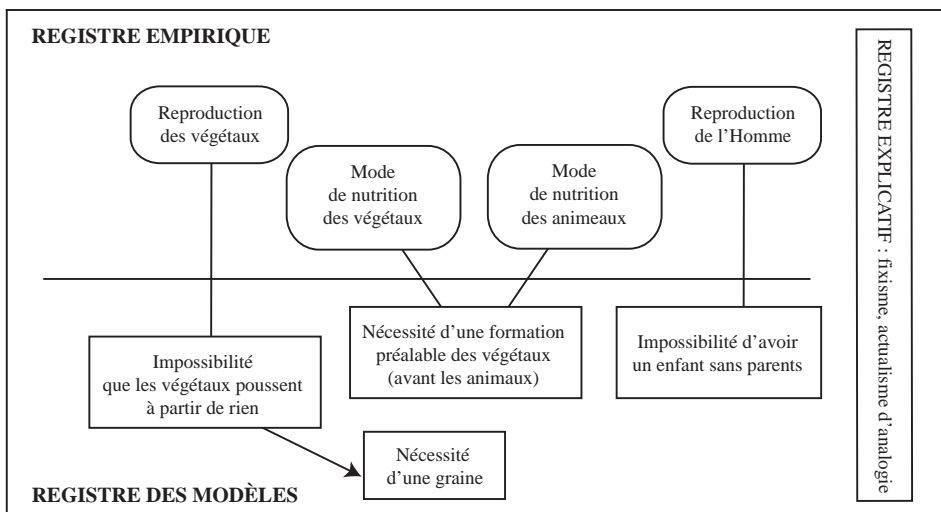 REGISTRE EMPIRIQUE
Reproduction
des végétaux
Mode
de nutrition
des végétaux
Mode
de nutrition
des animeaux
Reproduction
de l’Homme
Impossibilité
que les végétaux poussent
à partir de rien
Nécessité d’une formation
préalable des végétaux
(avant les animaux)
Impossibilité d’avoir
un enfant sans parents
Nécessité
d’une graine
REGISTRE DES MODÈLES
REGISTRE EXPLICATIF : fixisme, actualisme d’analogie